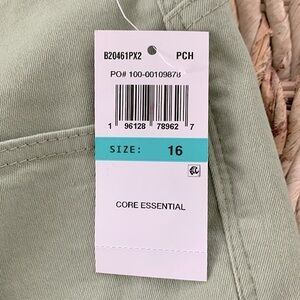 B20461PX2 PCH
PO# 100-00109878
1 96128 78962 7
SIZE: 16
CORE ESSENTIAL